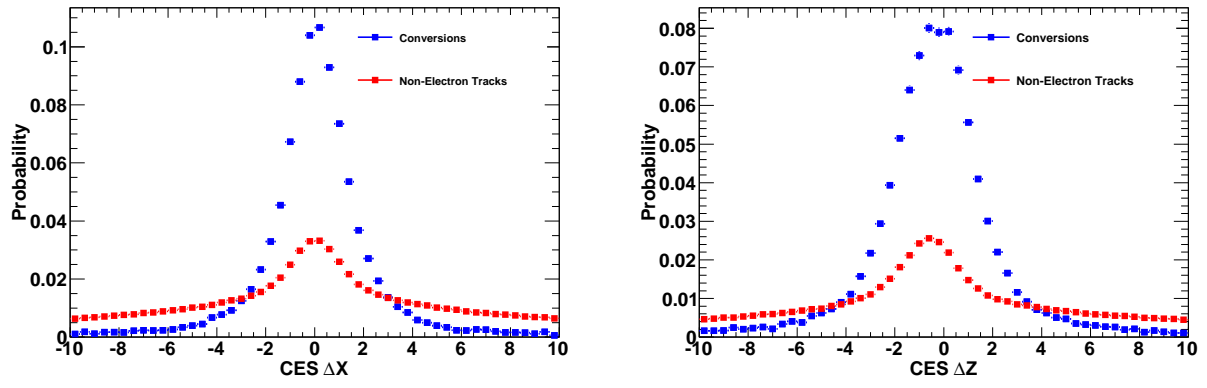 Probability
0.1
0.08
0.06
0.04
0.02
0
Conversions
Non-Electron Tracks
-10 -8 -6 -4 -2 0 2 4 6 8 10
CES ΔX
Probability
0.08
0.07
0.06
0.05
0.04
0.03
0.02
0.01
0
Conversions
Non-Electron Tracks
-10 -8 -6 -4 -2 0 2 4 6 8 10
CES ΔZ